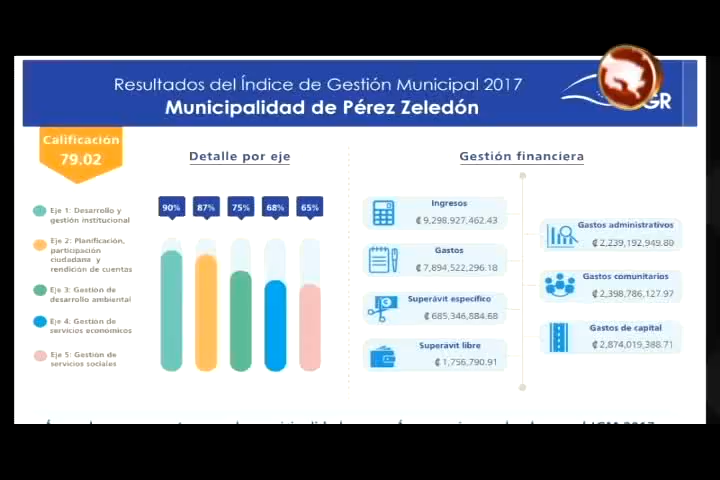 Resultados del Índice de Gestión Municipal 2017
Municipalidad de Pérez Zeledón
GR
Calificación
79.02
Detalle por eje
Eje 1: Desarrollo y
gestión institucional
Eje 2: Planificación,
participación
ciudadana y
rendición de cuentas
Eje 3: Gestión de
desarrollo ambiental
Eje 4: Gestión de
servicios económicos
Eje 5: Gestión de
servicios sociales
90% 87% 75% 68% 65%
Gestión financiera
Ingresos
₡ 9,298,927,462.43
Gastos
₡ 7,894,522,296.18
Superávit específico
₡ 685,346,884.68
Superávit libre
₡ 1,756,790.91
Gastos administrativos
₡ 2,239,192,949.80
Gastos comunitarios
₡ 2,398,786,127.97
Gastos de capital
₡ 2,874,019,388.71